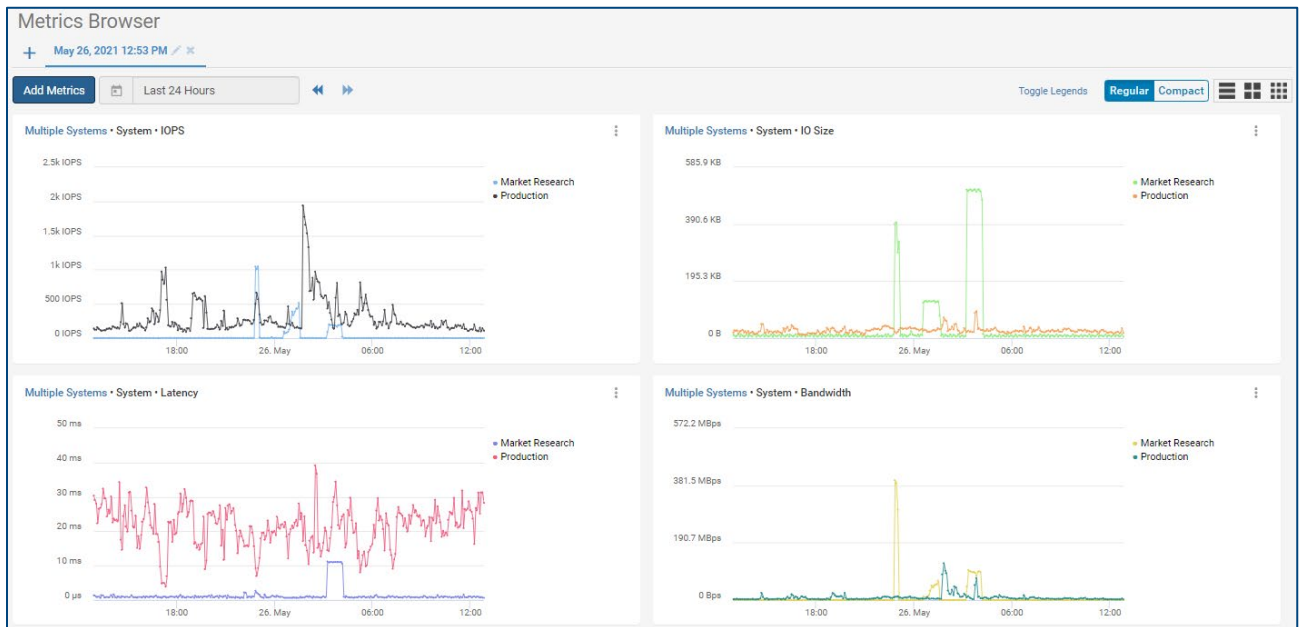 Metrics Browser
+ May 26, 2021 12:53 PM
Add Metrics Last 24 Hours Toggle Legends Regular Compact
Multiple Systems • System • IOPS
2.5k IOPS
2k IOPS
1.5k IOPS
1k IOPS
500 IOPS
0 IOPS
18:00 26. May 06:00 12:00
• Market Research
• Production
Multiple Systems • System • IO Size
585.9 KB
390.6 KB
195.3 KB
0 B
18:00 26. May 06:00 12:00
• Market Research
• Production
Multiple Systems • System • Latency
50 ms
40 ms
30 ms
20 ms
10 ms
0 µs
18:00 26. May 06:00 12:00
• Market Research
• Production
Multiple Systems • System • Bandwidth
572.2 MBps
381.5 MBps
190.7 MBps
0 Bps
18:00 26. May 06:00 12:00
• Market Research
• Production